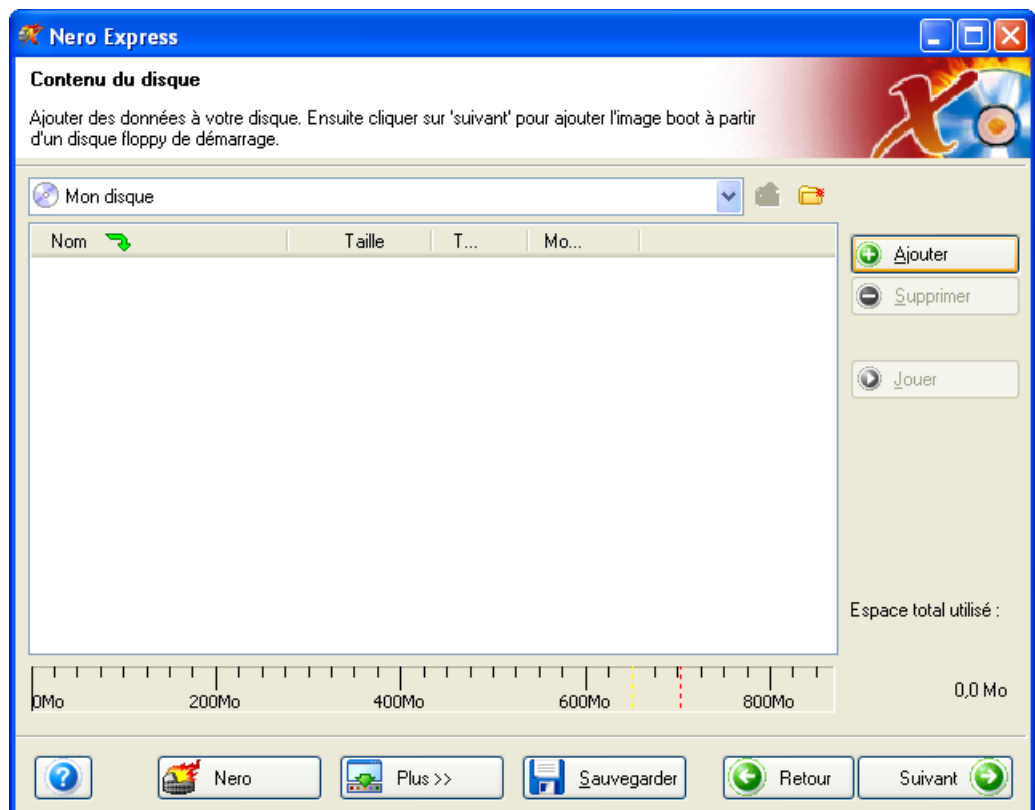 Nero Express
Contenu du disque
Ajouter des données à votre disque. Ensuite cliquer sur 'suivant' pour ajouter l'image boot à partir
d'un disque floppy de démarrage.
Mon disque
Nom Taille T... Mo...
Ajouter
Supprimer
Jouer
Espace total utilisé :
0Mo 200Mo 400Mo 600Mo 800Mo
0,0 Mo
Nero Plus >> Sauvegarder Retour Suivant